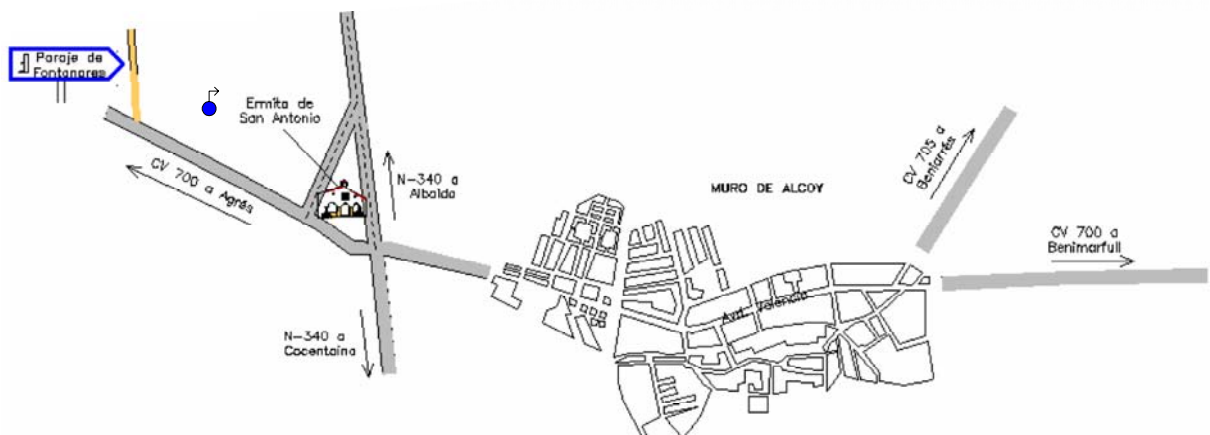 Paraje de
Fontanares
Ermita de
San Antonio
CV 700 a Agrés
N-340 a
Albaida
MURO DE ALCOY
CV 705 a
Beniarrés
CV 700 a
Benimarfull
Avd. Valencia
N-340 a
Cocentaina